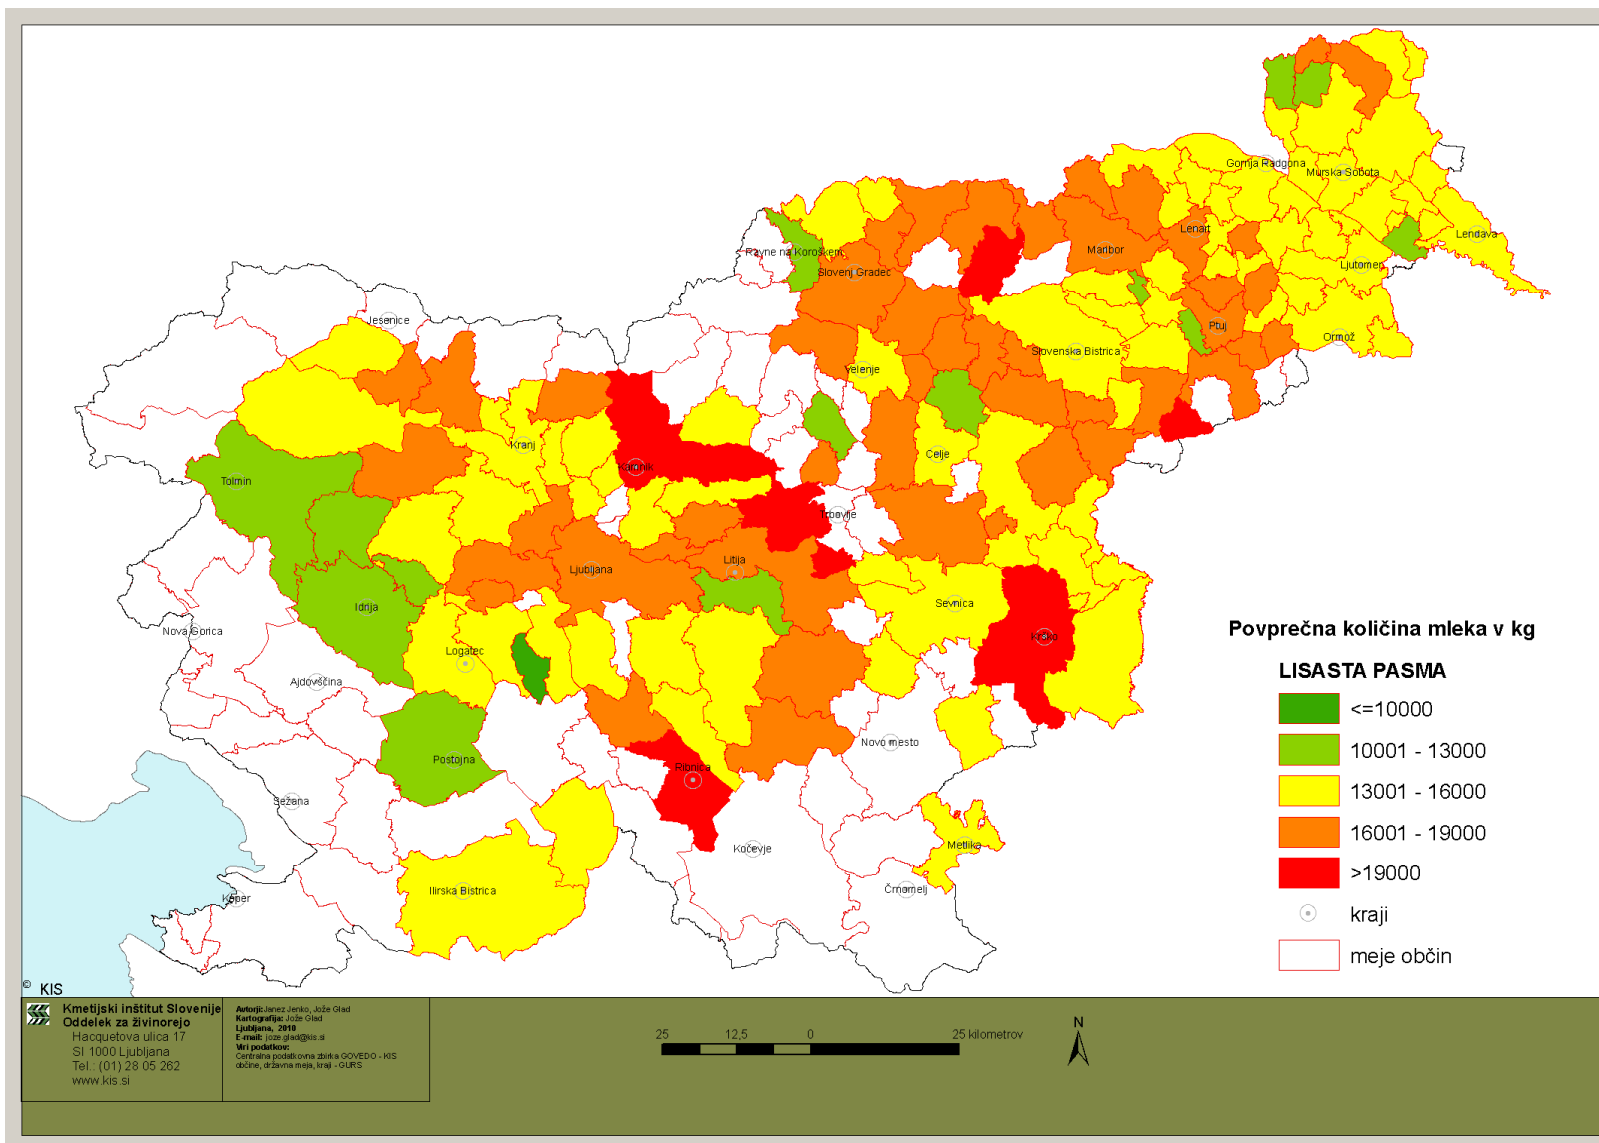 Gornja Radgona
Murska Sobota
Lenart
Lendava
Maribor
Ravne na Koroškem
Ljutomer
Slovenj Gradec
Jesenice
Ptuj
Ormož
Slovenska Bistrica
Velenje
Kranj
Celje
Kamnik
Tolmin
Trbovlje
Litija
Ljubljana
Sevnica
Idrija
Nova Gorica
Krško
Logatec
Ajdovščina
Novo mesto
Postojna
Ribnica
Sežana
Kočevje
Metlika
Ilirska Bistrica
Črnomelj
Koper
Povprečna količina mleka v kg
LISASTA PASMA
<=10000
10001 - 13000
13001 - 16000
16001 - 19000
>19000
kraji
meje občin
© KIS
Kmetijski inštitut Slovenije
Oddelek za živinorejo
Hacquetova ulica 17
SI 1000 Ljubljana
Tel.: (01) 28 05 262
www.kis.si
Avtorji: Janez Jenko, Jože Glad
Kartografija: Jože Glad
Ljubljana, 2010
E-mail: joze.glad@kis.si
Viri podatkov:
Centralna podatkovna zbirka GOVEDO - KIS
občine, državna meja, kraji - GURS
25 12,5 0 25 kilometrov
N